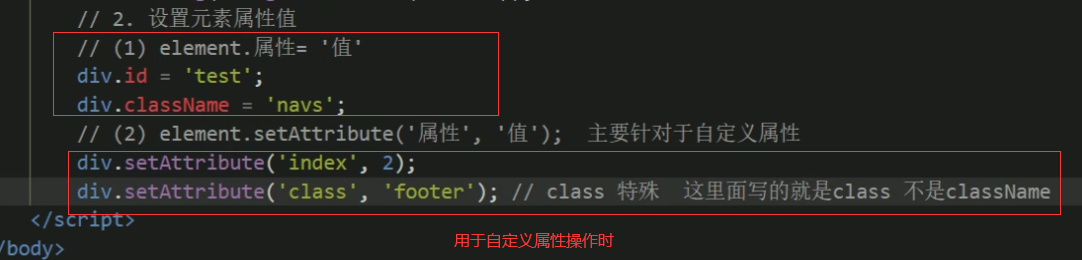 // 2. 设置元素属性值
// (1) element.属性= '值'
div.id = 'test';
div.className = 'navs';
// (2) element.setAttribute('属性', '值');  主要针对于自定义属性
div.setAttribute('index', 2);
div.setAttribute('class', 'footer'); // class 特殊  这里面写的就是class 不是className
</script>
/body>
用于自定义属性操作时